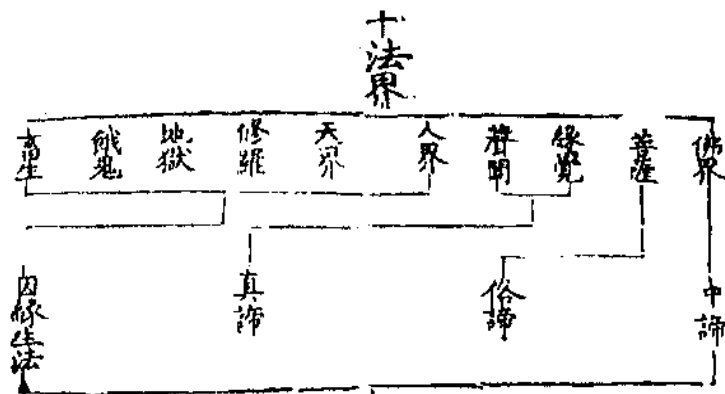 十法界
佛界
菩薩
緣覺
聲聞
人界
天界
修羅
地獄
餓鬼
畜生
中諦
俗諦
真諦
因緣生法